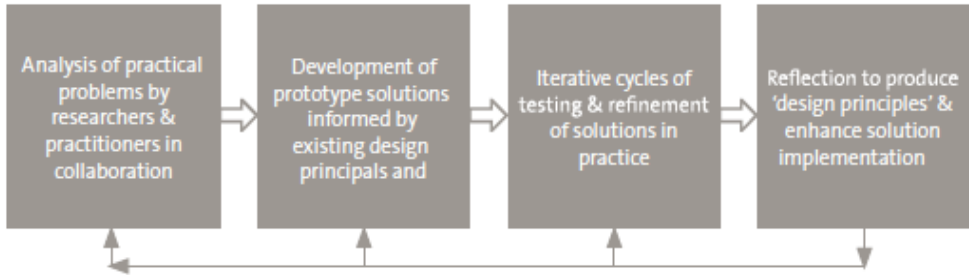 Analysis of practical
problems by
researchers &
practitioners in
collaboration
Development of
prototype solutions
informed by
existing design
principals and
Iterative cycles of
testing & refinement
of solutions in
practice
Reflection to produce
‘design principles’ &
enhance solution
implementation